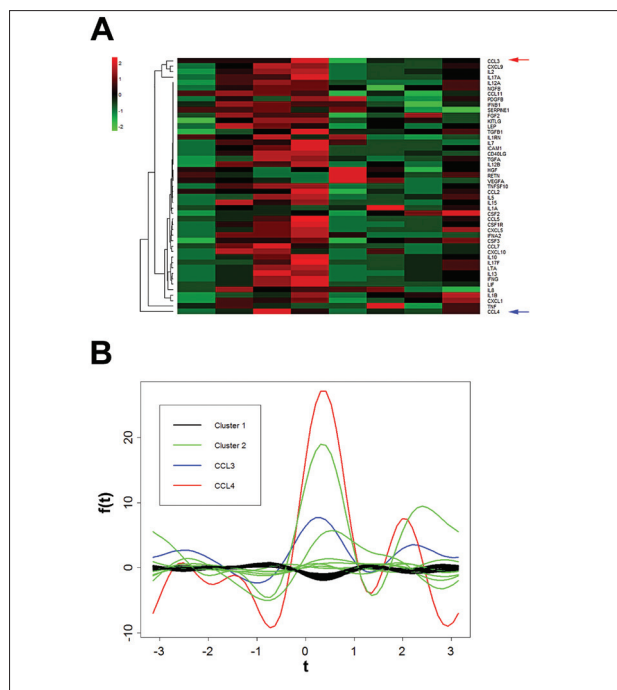 A
2
1
0
-1
-2
CCL3
CXCL9
IL2
IL17A
IL12A
NGFB
CCL11
PDGFB
IFNB1
SERPINE1
FGF2
KITLG
LEP
TGFB1
IL1RN
IL7
ICAM1
CD40LG
TGFA
IL12B
HGF
RETN
VEGFA
TNFSF10
CCL2
IL5
IL15
IL1A
CSF2
CCL5
CSF1R
CXCL5
IFNA2
CSF3
CCL7
CXCL10
IL10
IL17F
LTA
IL13
IFNG
LIF
IL8
IL1B
CXCL1
TNF
CCL4
B
Cluster 1
Cluster 2
CCL3
CCL4
20
10
0
-10
f(t)
-3 -2 -1 0 1 2 3
t